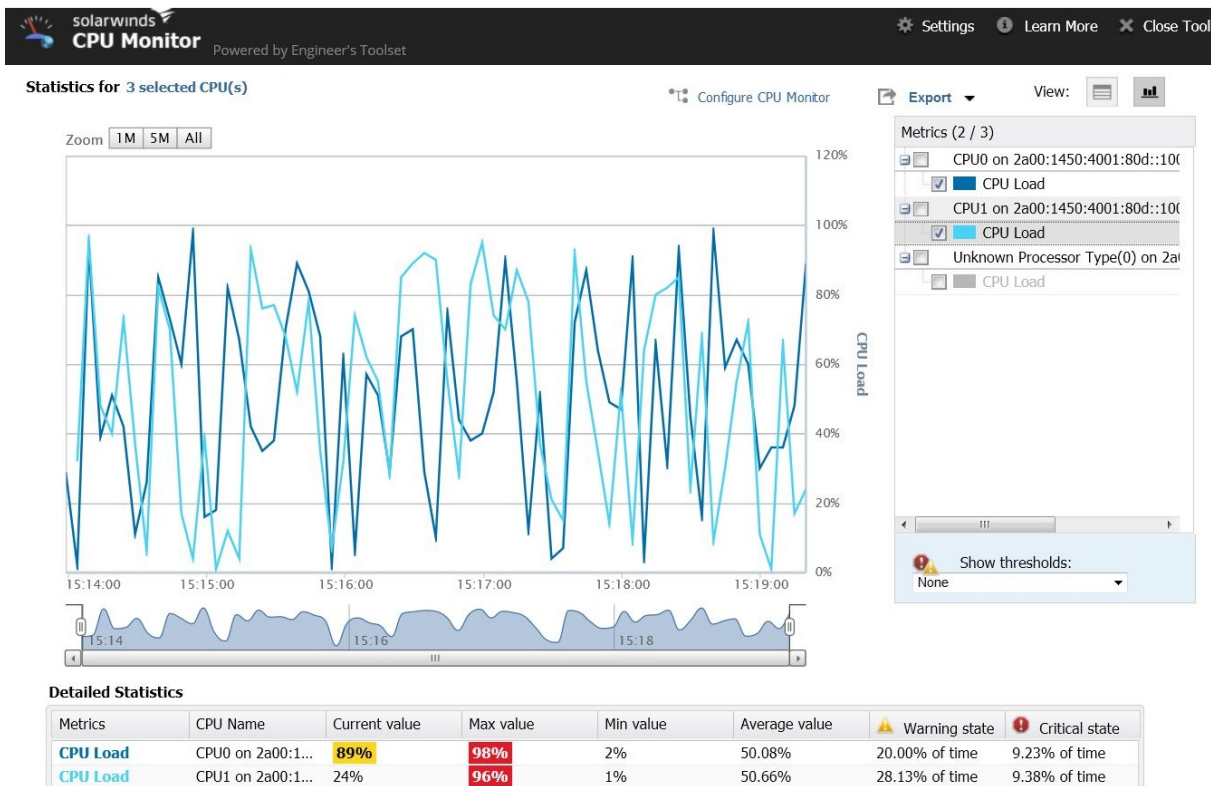 solarwinds
CPU Monitor Powered by Engineer's Toolset
Settings Learn More Close Tool
Statistics for 3 selected CPU(s)
Configure CPU Monitor
Export
View:
Zoom 1M 5M All
Metrics (2 / 3)
CPU0 on 2a00:1450:4001:80d::100
CPU Load
CPU1 on 2a00:1450:4001:80d::100
CPU Load
Unknown Processor Type(0) on 2a
CPU Load
120%
100%
80%
60%
40%
20%
0%
CPU Load
15:14:00 15:15:00 15:16:00 15:17:00 15:18:00 15:19:00
Show thresholds:
None
15:14 15:16 15:18
Detailed Statistics
Metrics CPU Name Current value Max value Min value Average value Warning state Critical state
CPU Load CPU0 on 2a00:1... 89% 98% 2% 50.08% 20.00% of time 9.23% of time
CPU Load CPU1 on 2a00:1... 24% 96% 1% 50.66% 28.13% of time 9.38% of time